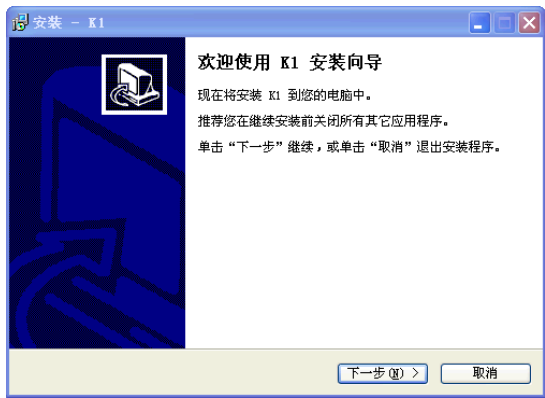 安装 - K1
欢迎使用 K1 安装向导
现在将安装 K1 到您的电脑中。
推荐您在继续安装前关闭所有其它应用程序。
单击“下一步”继续，或单击“取消”退出安装程序。
下一步(N) >
取消